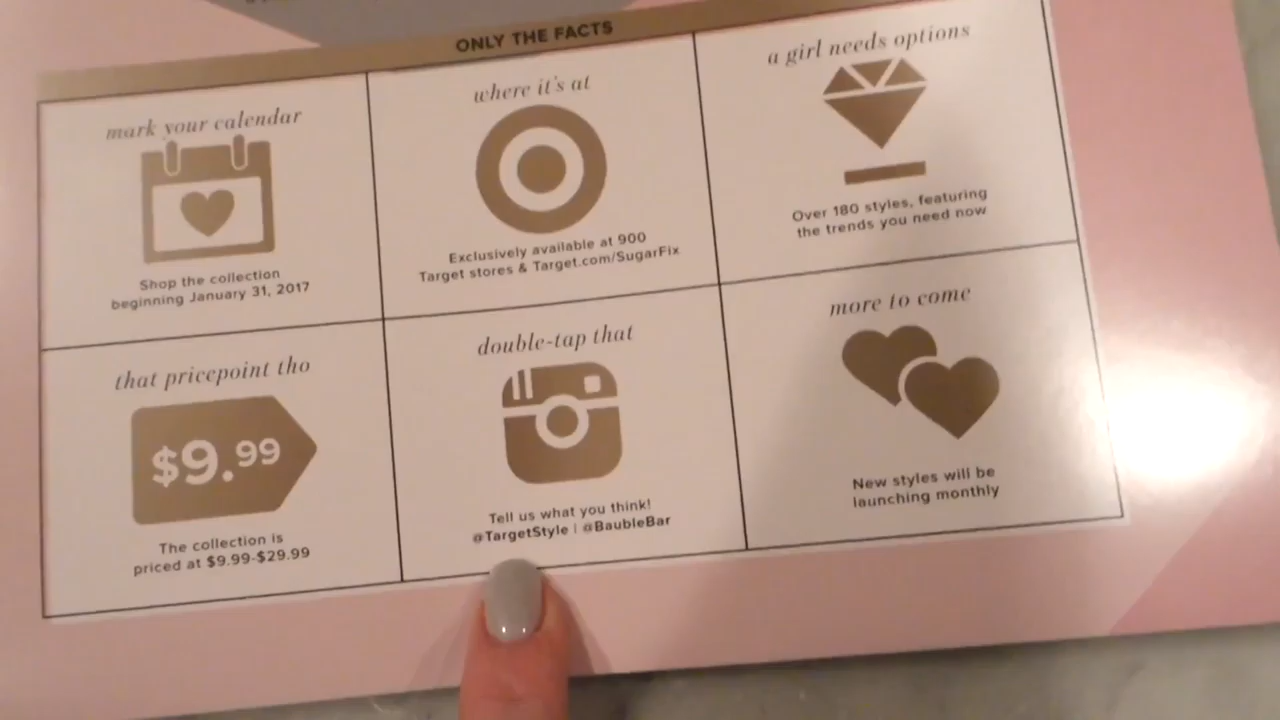 ONLY THE FACTS
mark your calendar
Shop the collection
beginning January 31, 2017
where it's at
Exclusively available at 900
Target stores & Target.com/SugarFix
a girl needs options
Over 180 styles, featuring
the trends you need now
that pricepoint tho
$9.99
The collection is
priced at $9.99-$29.99
double-tap that
Tell us what you think!
@TargetStyle | @BaubleBar
more to come
New styles will be
launching monthly